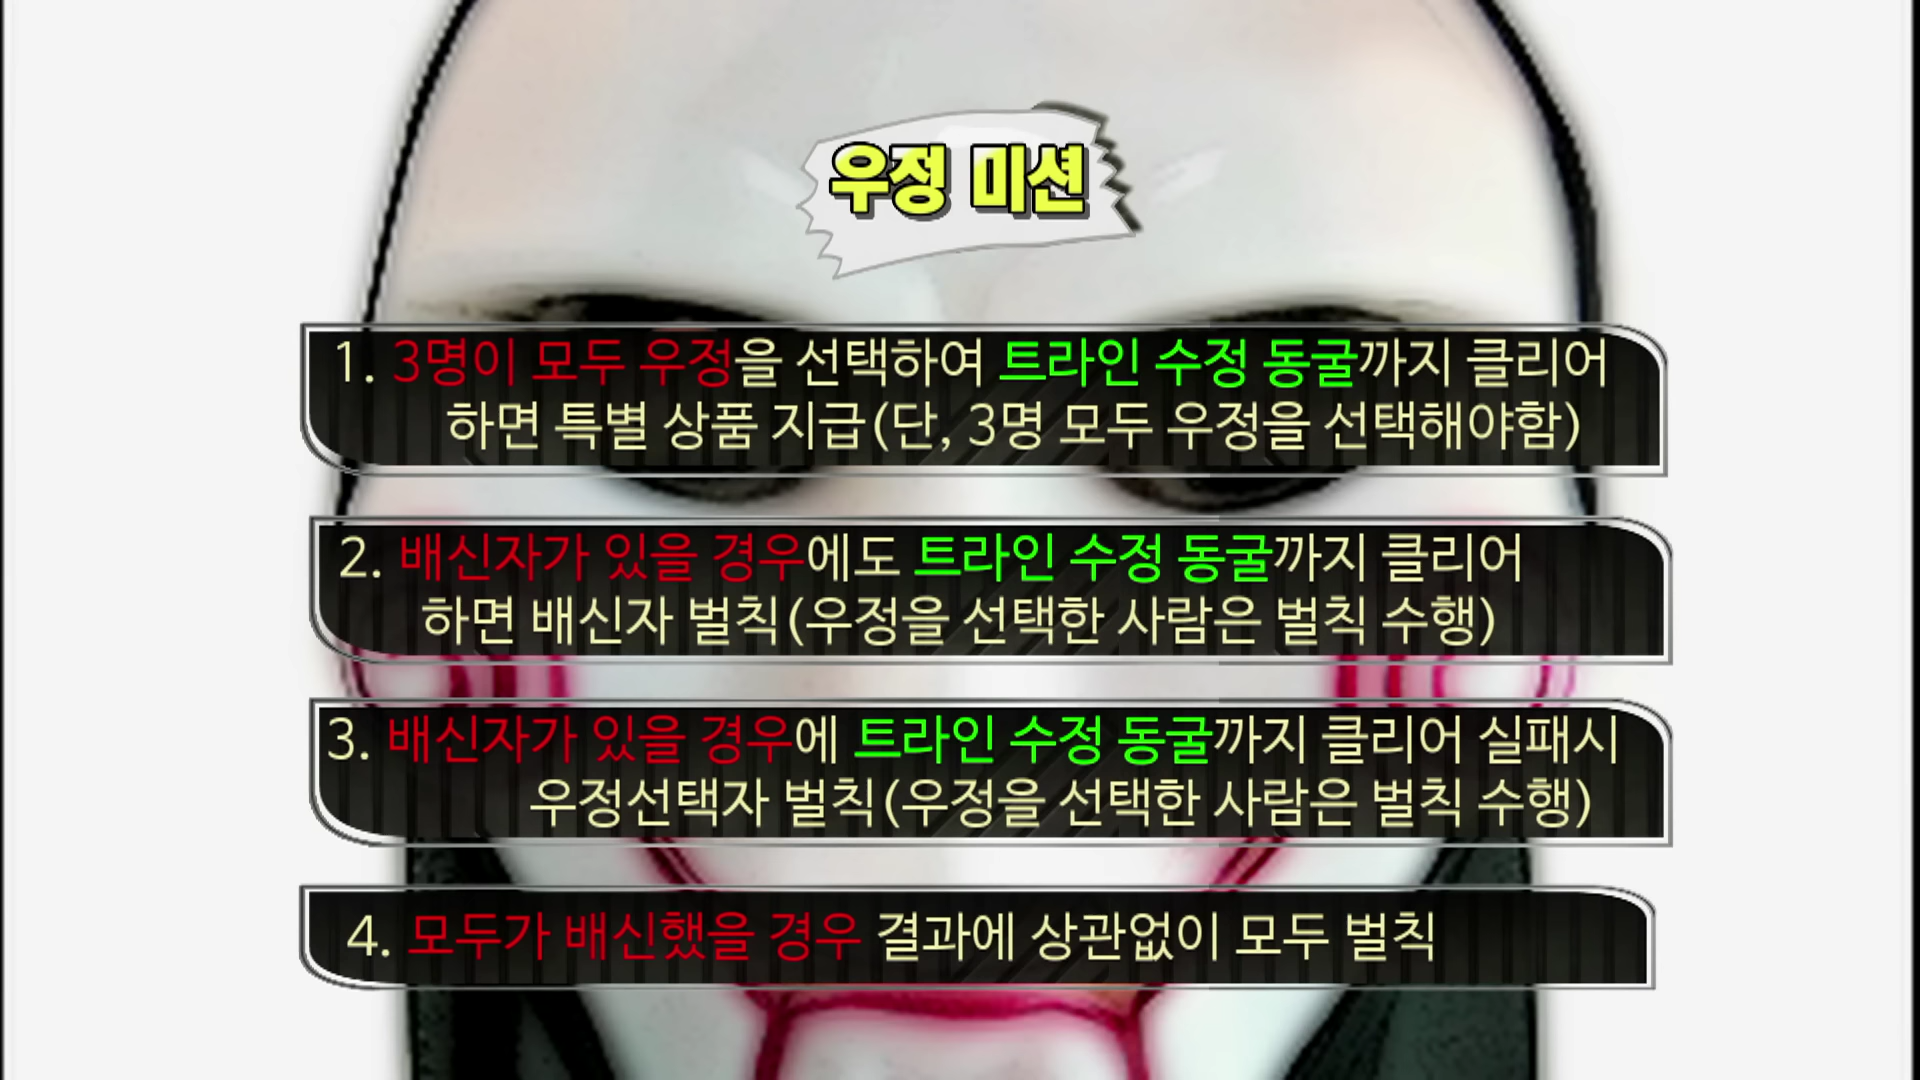 우정 미션
1. 3명이 모두 우정을 선택하여 트라인 수정 동굴까지 클리어
하면 특별 상품 지급(단, 3명 모두 우정을 선택해야함)
2. 배신자가 있을 경우에도 트라인 수정 동굴까지 클리어
하면 배신자 벌칙(우정을 선택한 사람은 벌칙 수행)
3. 배신자가 있을 경우에 트라인 수정 동굴까지 클리어 실패시
우정선택자 벌칙(우정을 선택한 사람은 벌칙 수행)
4. 모두가 배신했을 경우 결과에 상관없이 모두 벌칙